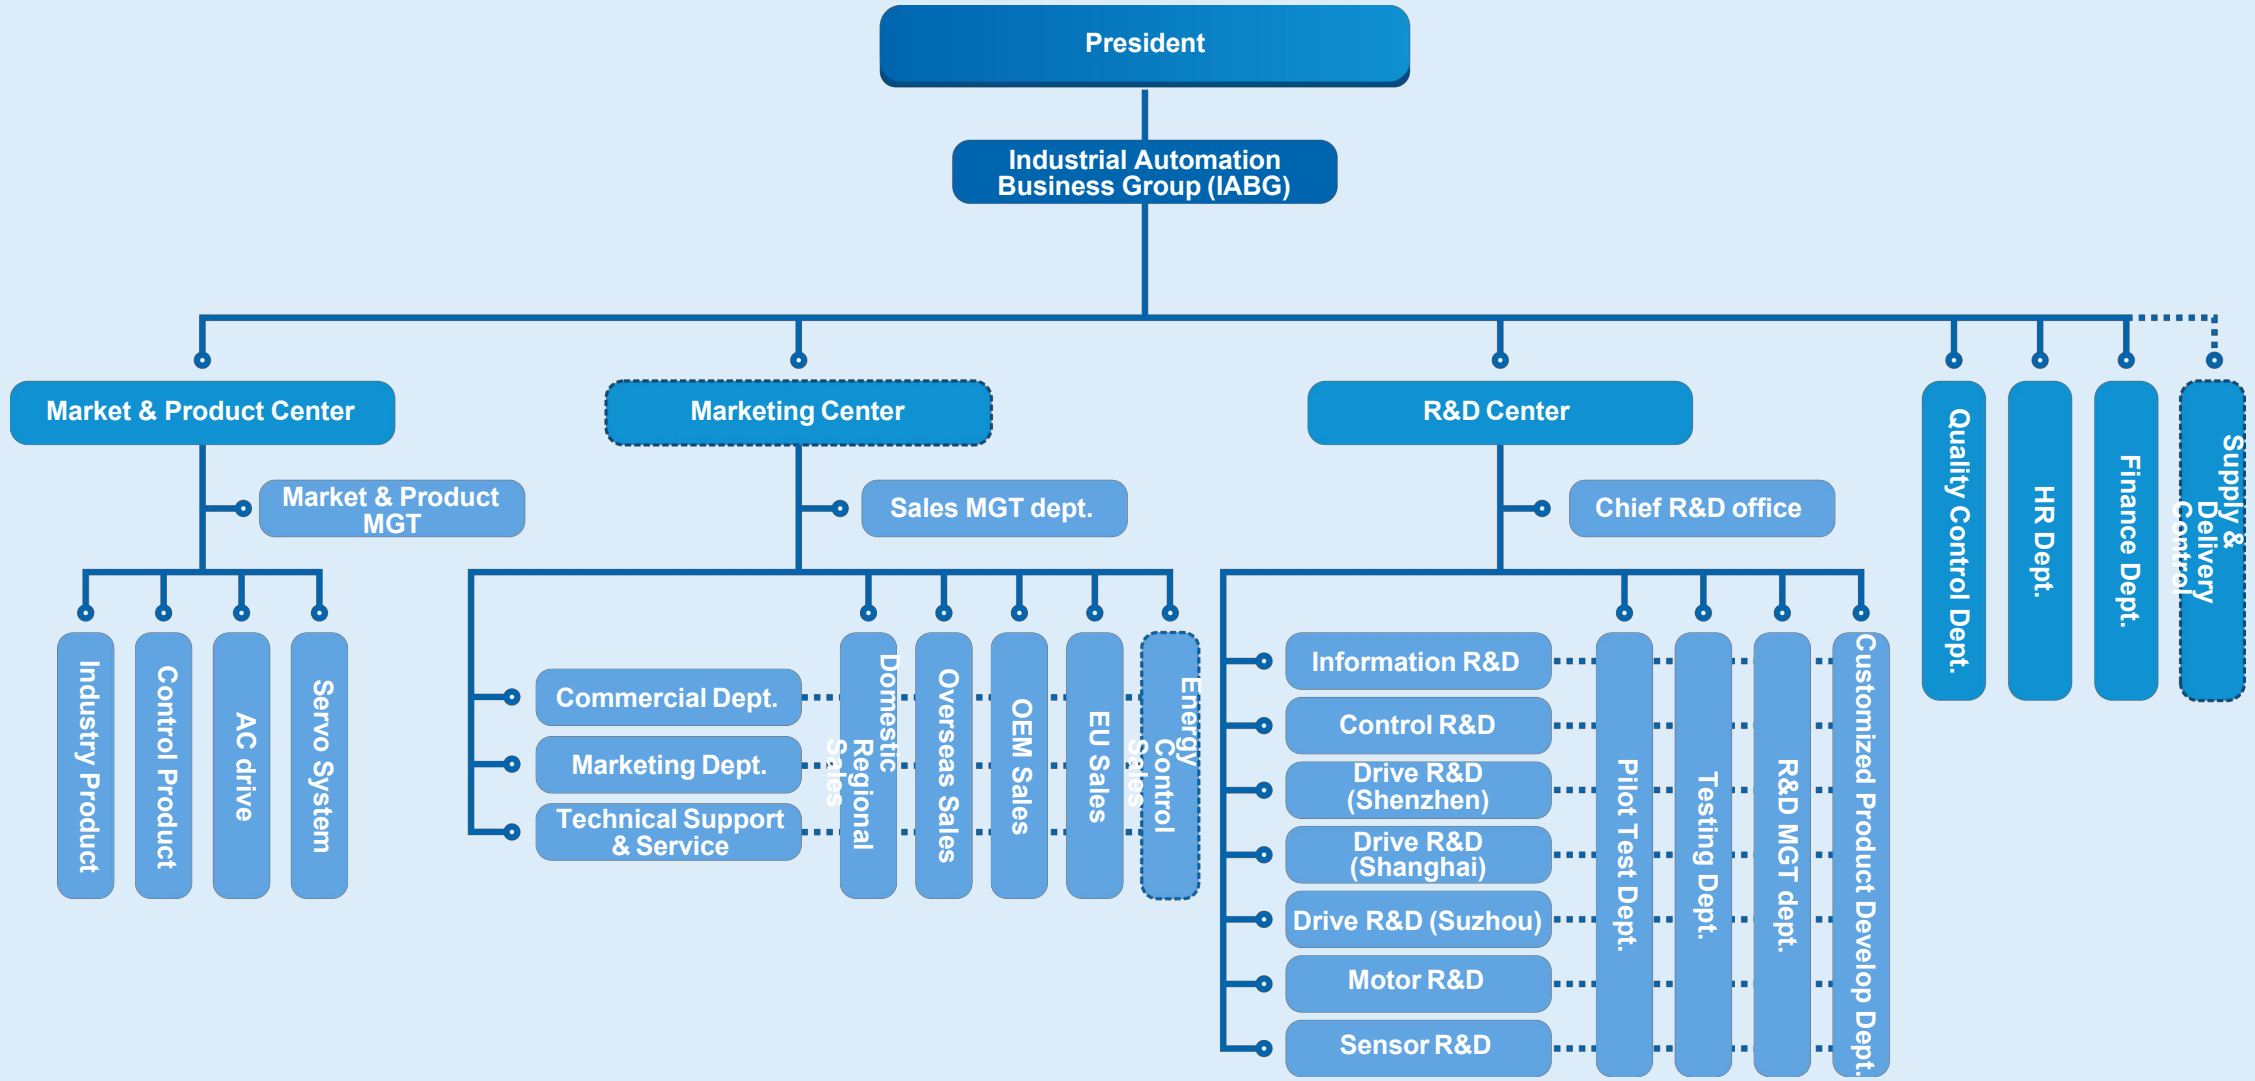 President
Industrial Automation
Business Group (IABG)
Market & Product Center
Marketing Center
R&D Center
Quality Control Dept.
HR Dept.
Finance Dept.
Supply &
Delivery
Control
Market & Product
MGT
Sales MGT dept.
Chief R&D office
Industry Product
Control Product
AC drive
Servo System
Commercial Dept.
Marketing Dept.
Technical Support
& Service
Domestic
Regional
Sales
Overseas Sales
OEM Sales
EU Sales
Energy
Control
Sales
Information R&D
Control R&D
Drive R&D
(Shenzhen)
Drive R&D
(Shanghai)
Drive R&D (Suzhou)
Motor R&D
Sensor R&D
Pilot Test Dept.
Testing Dept.
R&D MGT dept.
Customized Product Develop Dept.